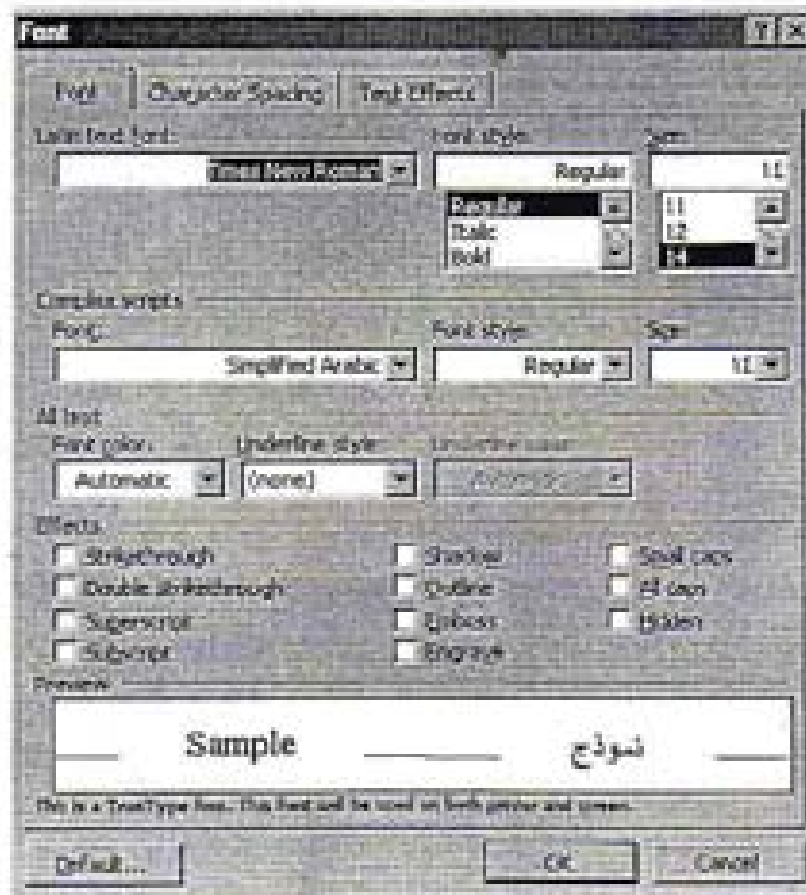 Font
Font Character Spacing Text Effects
Latin text font: Font style: Size:
Times New Roman Regular
Regular 11
Italic 12
Bold
Complex scripts
Font: Font style: Size:
Simplified Arabic Regular
All text
Font color: Underline style: Underline color:
Automatic (none) Automatic
Effects
Strikethrough Shadow Small caps
Double strikethrough Outline All caps
Superscript Emboss Hidden
Subscript Engrave
Preview
Sample نموذج
This is a TrueType font. This font will be used on both printer and screen.
Default... OK Cancel